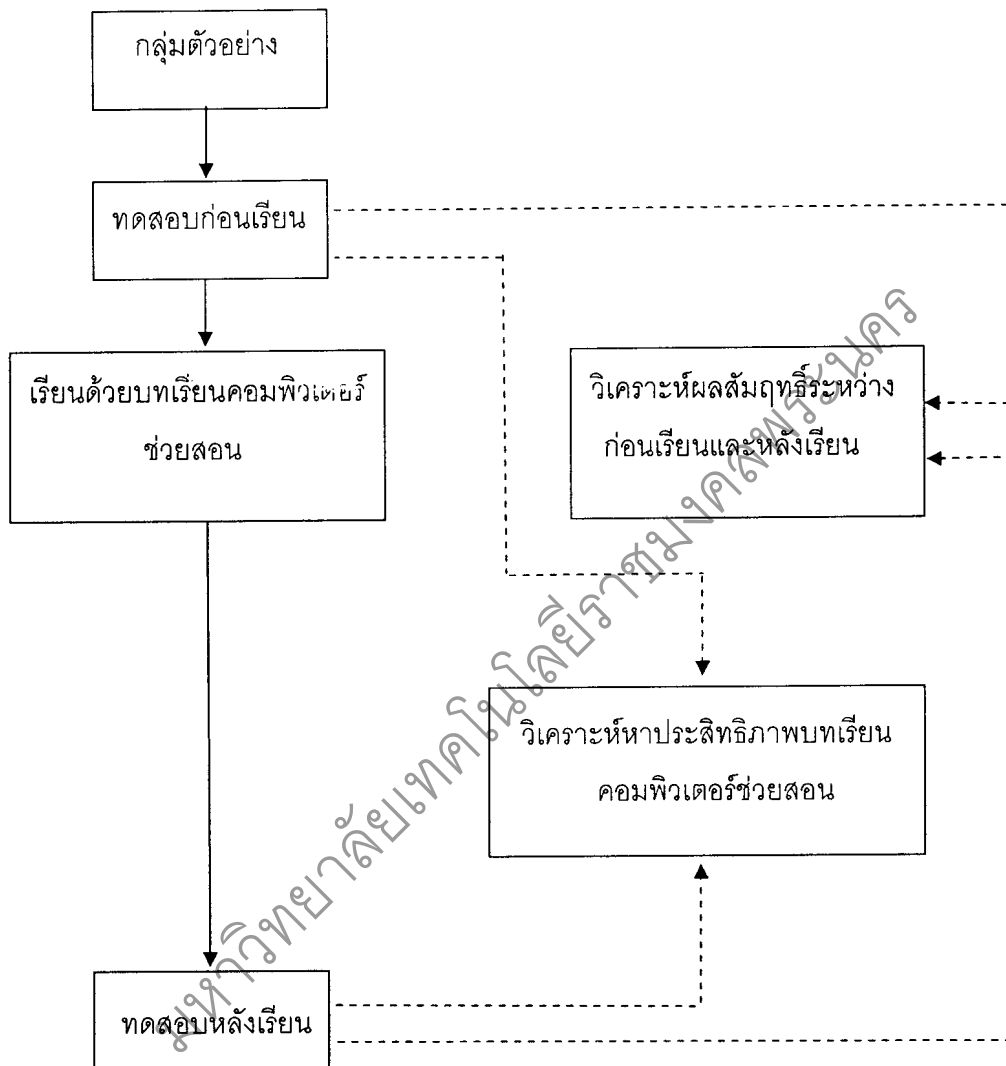 กลุ่มตัวอย่าง
ทดสอบก่อนเรียน
เรียนด้วยบทเรียนคอมพิวเตอร์
ช่วยสอน
วิเคราะห์ผลสัมฤทธิ์ระหว่าง
ก่อนเรียนและหลังเรียน
วิเคราะห์หาประสิทธิภาพบทเรียน
คอมพิวเตอร์ช่วยสอน
ทดสอบหลังเรียน
มหาวิทยาลัยเทคโนโลยีราชมงคลพระนคร